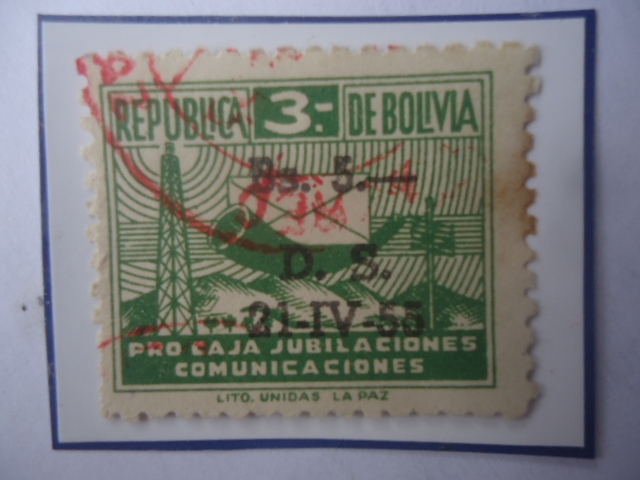 REPUBLICA 3.- DE BOLIVIA
Bs. 5.—
D. S.
21-IV-55
PRO CAJA JUBILACIONES
COMUNICACIONES
LITO. UNIDAS LA PAZ